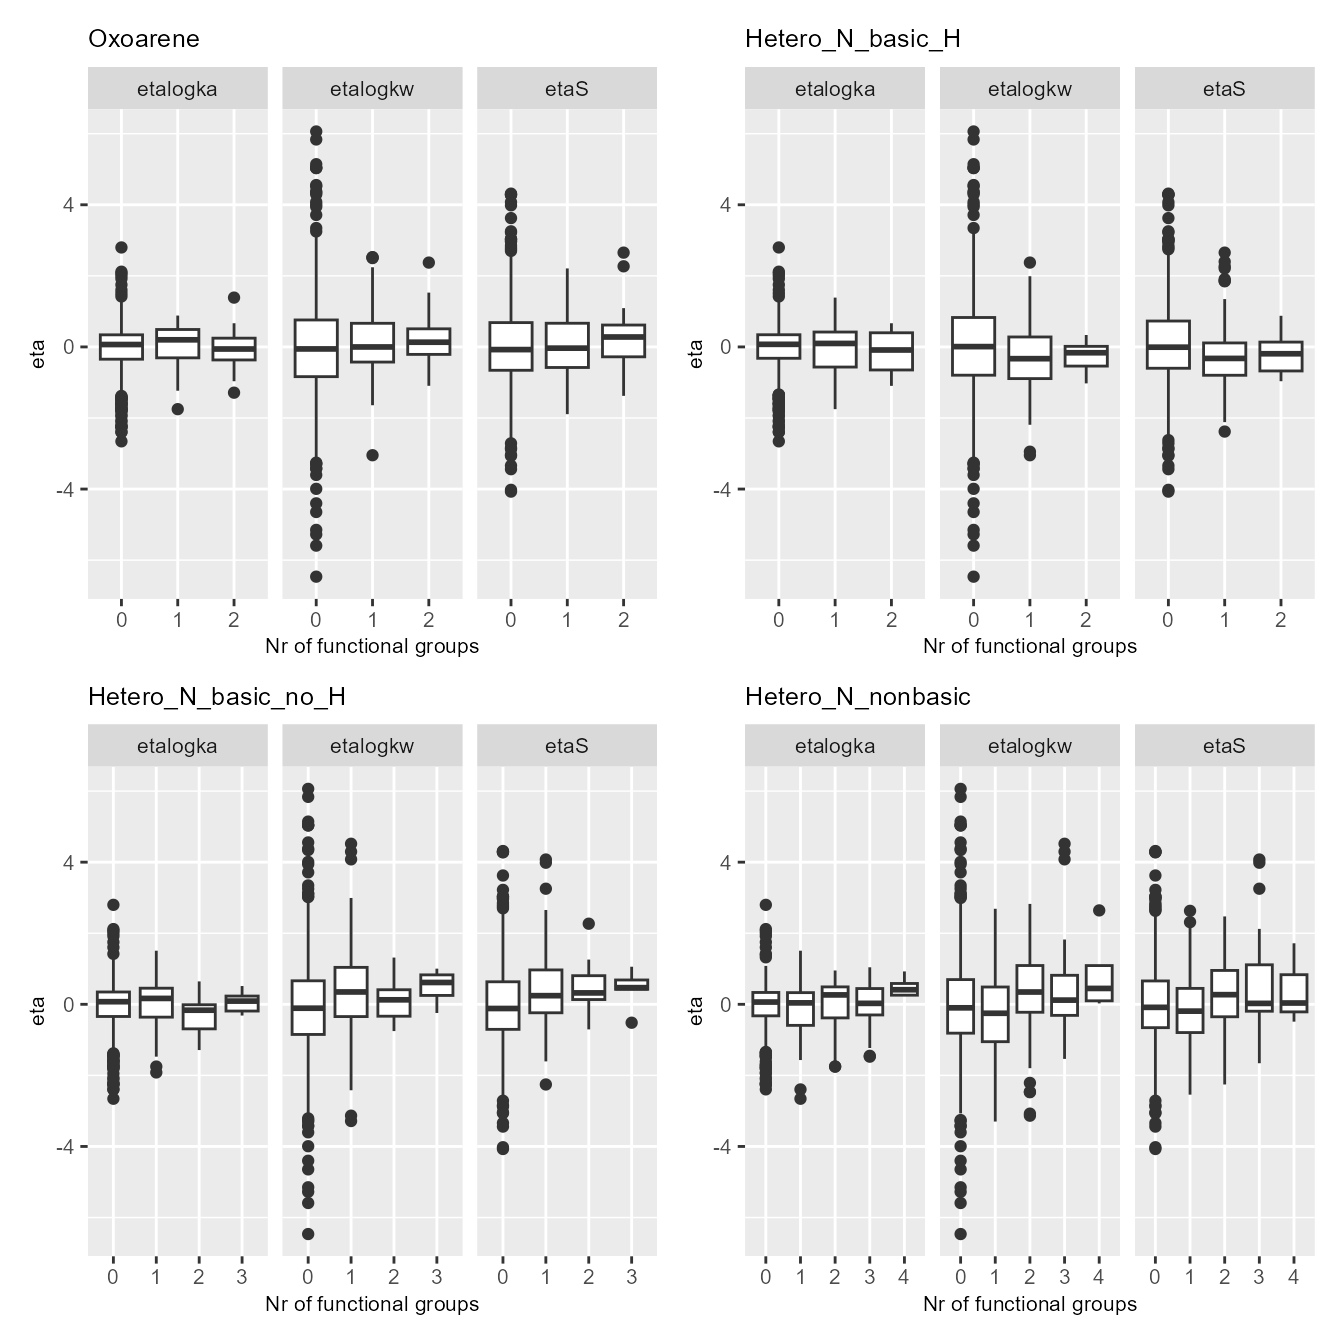 Oxoarene
etalogka etalogkw etaS
eta
4
0
-4
0 1 2 0 1 2 0 1 2
Nr of functional groups
Hetero_N_basic_H
etalogka etalogkw etaS
eta
4
0
-4
0 1 2 0 1 2 0 1 2
Nr of functional groups
Hetero_N_basic_no_H
etalogka etalogkw etaS
eta
4
0
-4
0 1 2 3 0 1 2 3 0 1 2 3
Nr of functional groups
Hetero_N_nonbasic
etalogka etalogkw etaS
eta
4
0
-4
0 1 2 3 4 0 1 2 3 4 0 1 2 3 4
Nr of functional groups